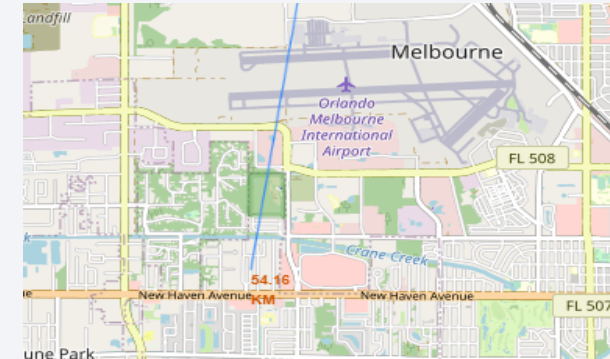 Landfill
Melbourne
Orlando
Melbourne
International
Airport
FL 508
Crane Creek
54.16
KM
New Haven Avenue
New Haven Avenue
FL 507
une Park